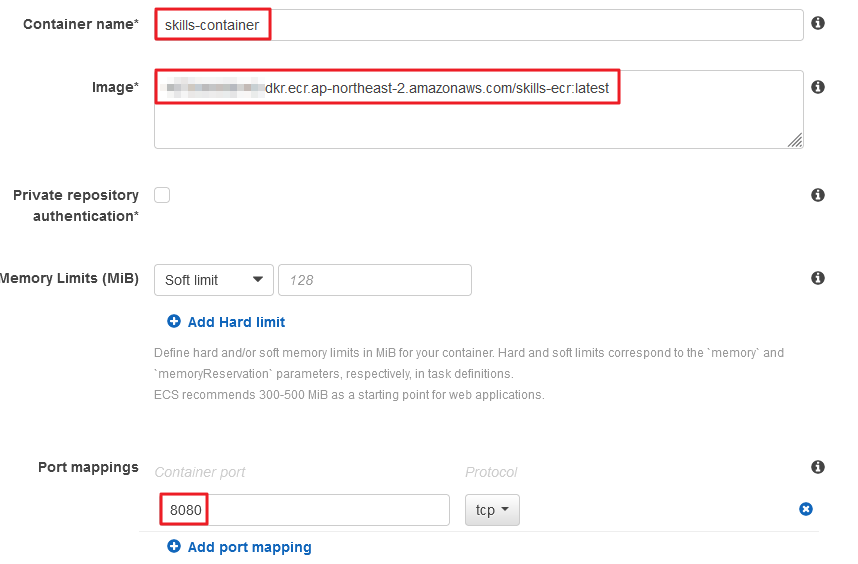 Container name*
skills-container
Image*
dkr.ecr.ap-northeast-2.amazonaws.com/skills-ecr:latest
Private repository
authentication*
Memory Limits (MiB)
Soft limit
128
Add Hard limit
Define hard and/or soft memory limits in MiB for your container. Hard and soft limits correspond to the `memory` and
`memoryReservation` parameters, respectively, in task definitions.
ECS recommends 300-500 MiB as a starting point for web applications.
Port mappings
Container port
Protocol
8080
tcp
Add port mapping